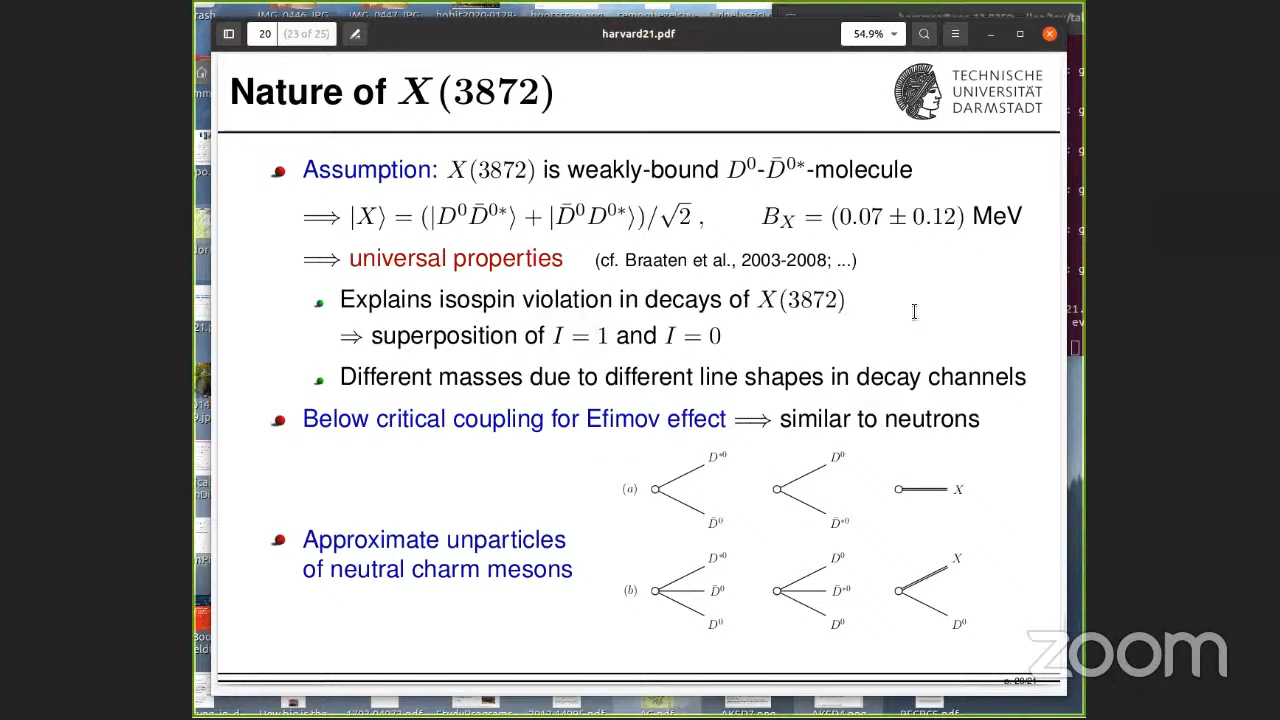 20 (23 of 25) harvard21.pdf 54.9%
Nature of X(3872)
TECHNISCHE
UNIVERSITÄT
DARMSTADT
Assumption: X(3872) is weakly-bound D⁰-D̄⁰*-molecule
⟹ |X⟩ = (|D⁰D̄⁰*⟩ + |D̄⁰D⁰*⟩)/√2 , B_X = (0.07 ± 0.12) MeV
⟹ universal properties (cf. Braaten et al., 2003-2008; ...)
Explains isospin violation in decays of X(3872)
⇒ superposition of I = 1 and I = 0
Different masses due to different line shapes in decay channels
Below critical coupling for Efimov effect ⟹ similar to neutrons
D*⁰ D⁰
(a) X
D̄⁰ D̄*⁰
Approximate unparticles
of neutral charm mesons
D*⁰ D⁰ X
(b) D̄⁰ D̄*⁰
D⁰ D⁰ D⁰
zoom
p. 20/21